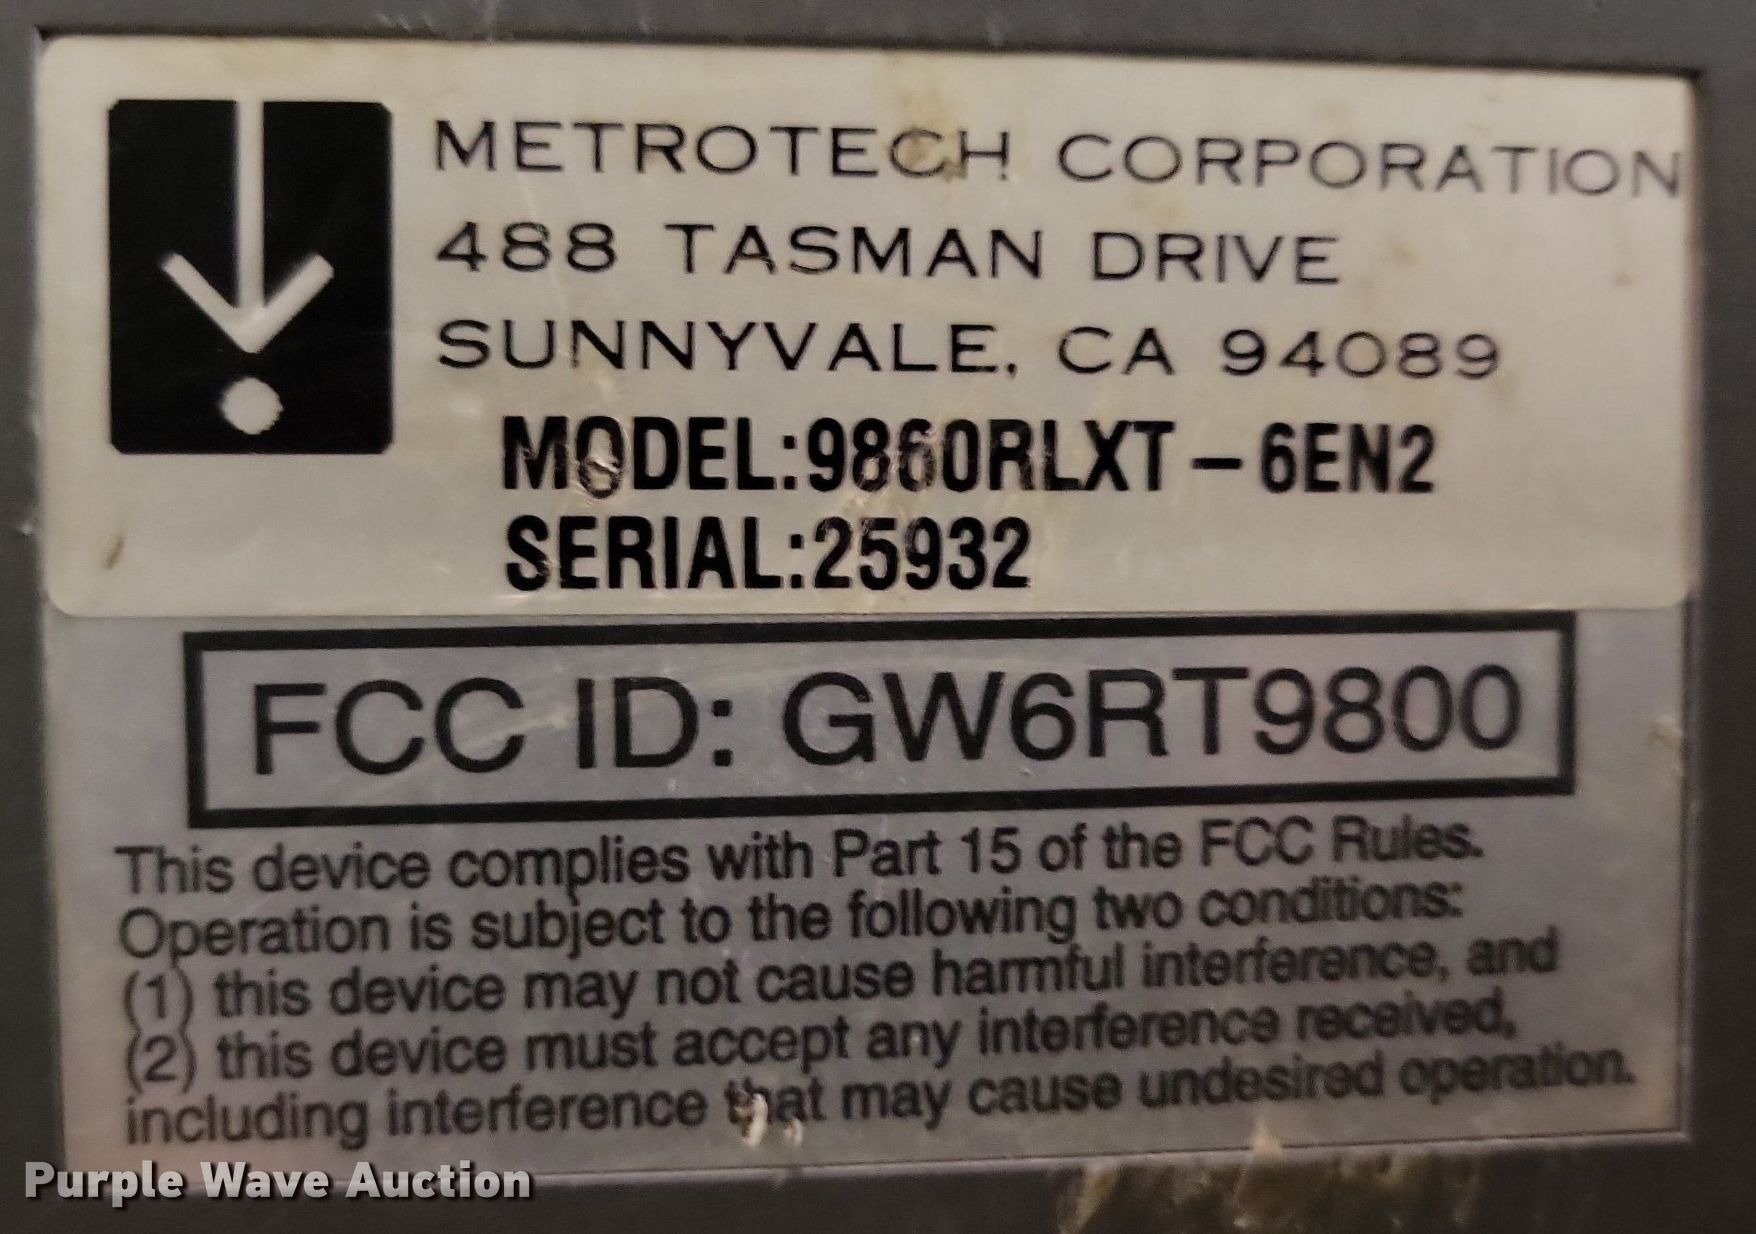 METROTECH CORPORATION
488 TASMAN DRIVE
SUNNYVALE, CA 94089
MODEL:9860RLXT-6EN2
SERIAL:25932
FCC ID: GW6RT9800
This device complies with Part 15 of the FCC Rules.
Operation is subject to the following two conditions:
(1) this device may not cause harmful interference, and
(2) this device must accept any interference received,
including interference that may cause undesired operation.
Purple Wave Auction